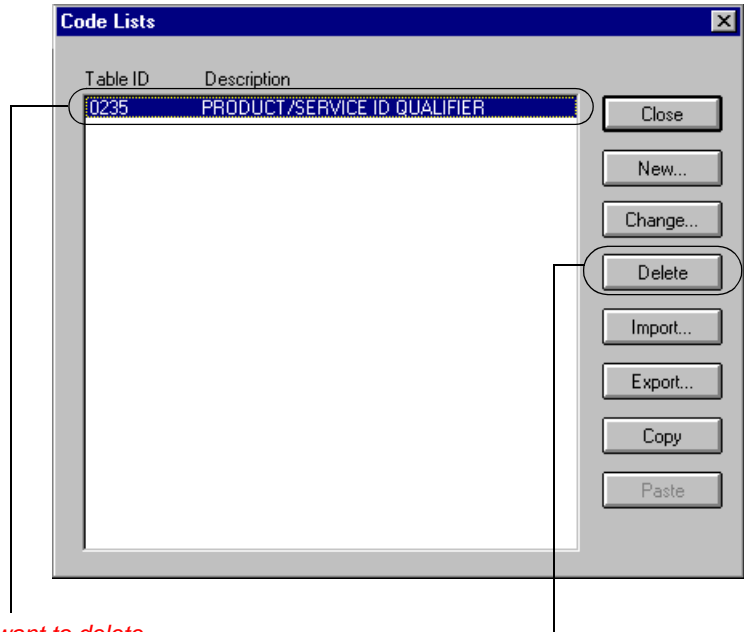 Code Lists
Table ID Description
0235 PRODUCT/SERVICE ID QUALIFIER
Close
New...
Change...
Delete
Import...
Export...
Copy
Paste
want to delete